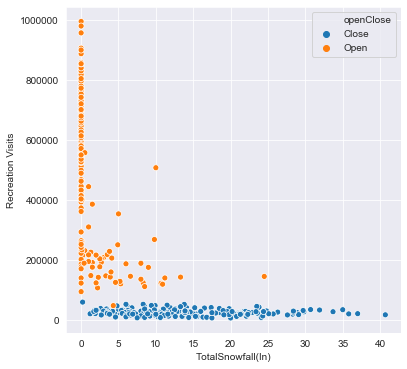 openClose
Close
Open
1000000
800000
600000
400000
200000
0
Recreation Visits
0 5 10 15 20 25 30 35 40
TotalSnowfall(In)